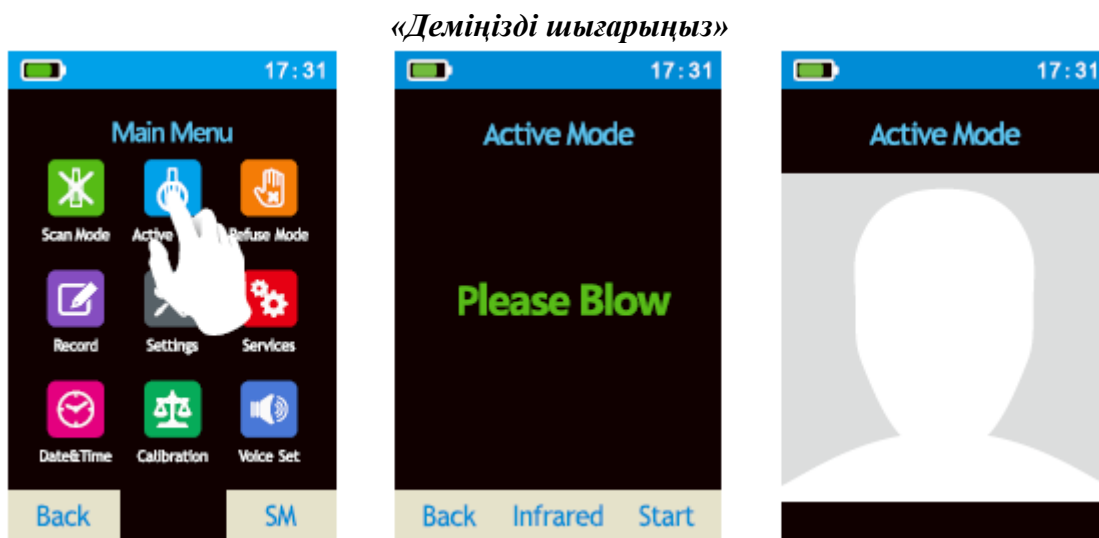 «Деміңізді шығарыңыз»
17:31
Main Menu
Scan Mode
Active
Refuse Mode
Record
Settings
Services
Date&Time
Calibration
Voice Set
Back
SM
17:31
Active Mode
Please Blow
Back
Infrared
Start
17:31
Active Mode